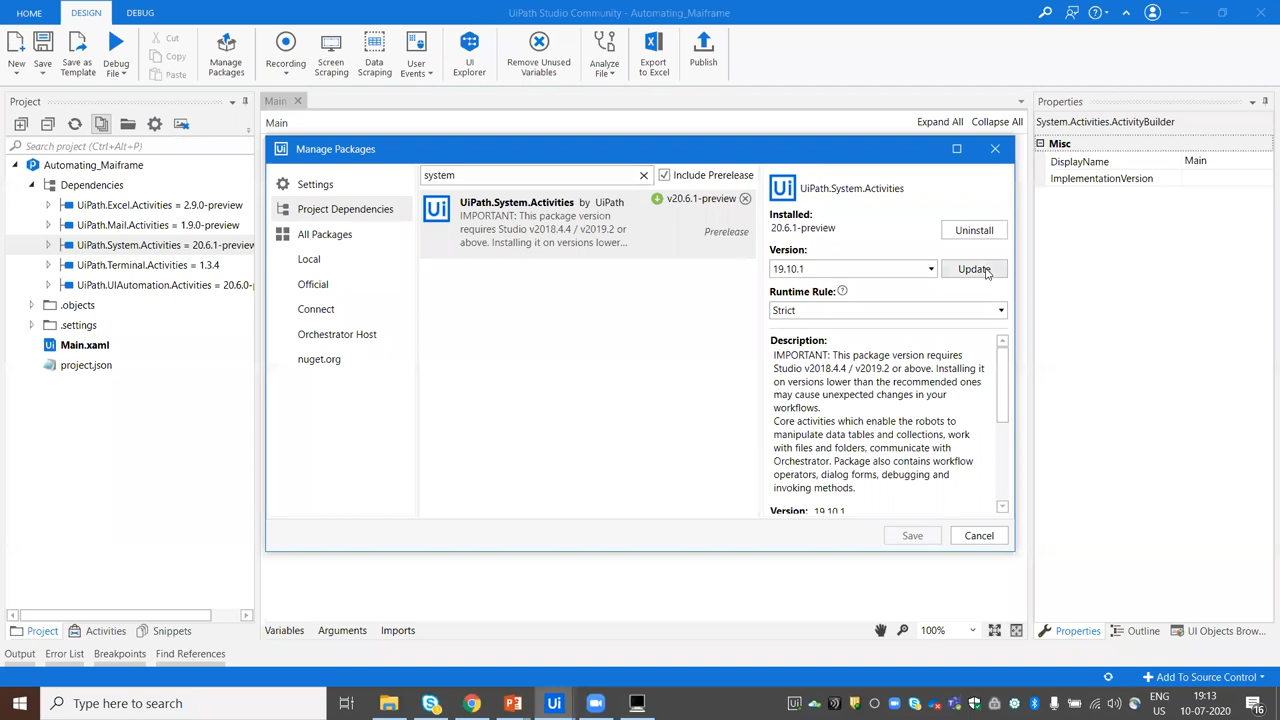 HOME
DESIGN
DEBUG
UiPath Studio Community - Automating_Maiframe
New
Save
Save as
Template
Debug
File
Cut
Copy
Paste
Manage
Packages
Recording
Screen
Scraping
Data
Scraping
User
Events
UI
Explorer
Remove Unused
Variables
Analyze
File
Export
to Excel
Publish
Project
Search project (Ctrl+Alt+P)
Automating_Maiframe
Dependencies
UiPath.Excel.Activities = 2.9.0-preview
UiPath.Mail.Activities = 1.9.0-preview
UiPath.System.Activities = 20.6.1-preview
UiPath.Terminal.Activities = 1.3.4
UiPath.UIAutomation.Activities = 20.6.0-
.objects
.settings
Main.xaml
project.json
Main
Main
Expand All
Collapse All
Manage Packages
Settings
Project Dependencies
All Packages
Local
Official
Connect
Orchestrator Host
nuget.org
system
Include Prerelease
UiPath.System.Activities by UiPath
v20.6.1-preview
IMPORTANT: This package version
requires Studio v2018.4.4 / v2019.2 or
above. Installing it on versions lower...
Prerelease
UiPath.System.Activities
Installed:
20.6.1-preview
Uninstall
Version:
19.10.1
Update
Runtime Rule:
Strict
Description:
IMPORTANT: This package version requires
Studio v2018.4.4 / v2019.2 or above. Installing it
on versions lower than the recommended ones
may cause unexpected changes in your
workflows.
Core activities which enable the robots to
manipulate data tables and collections, work
with files and folders, communicate with
Orchestrator. Package also contains workflow
operators, dialog forms, debugging and
invoking methods.
Version: 19.10.1
Save
Cancel
Properties
System.Activities.ActivityBuilder
Misc
DisplayName
Main
ImplementationVersion
Project
Activities
Snippets
Variables
Arguments
Imports
100%
Properties
Outline
UI Objects Brow...
Output
Error List
Breakpoints
Find References
Add To Source Control
Type here to search
ENG
US
19:13
10-07-2020
16